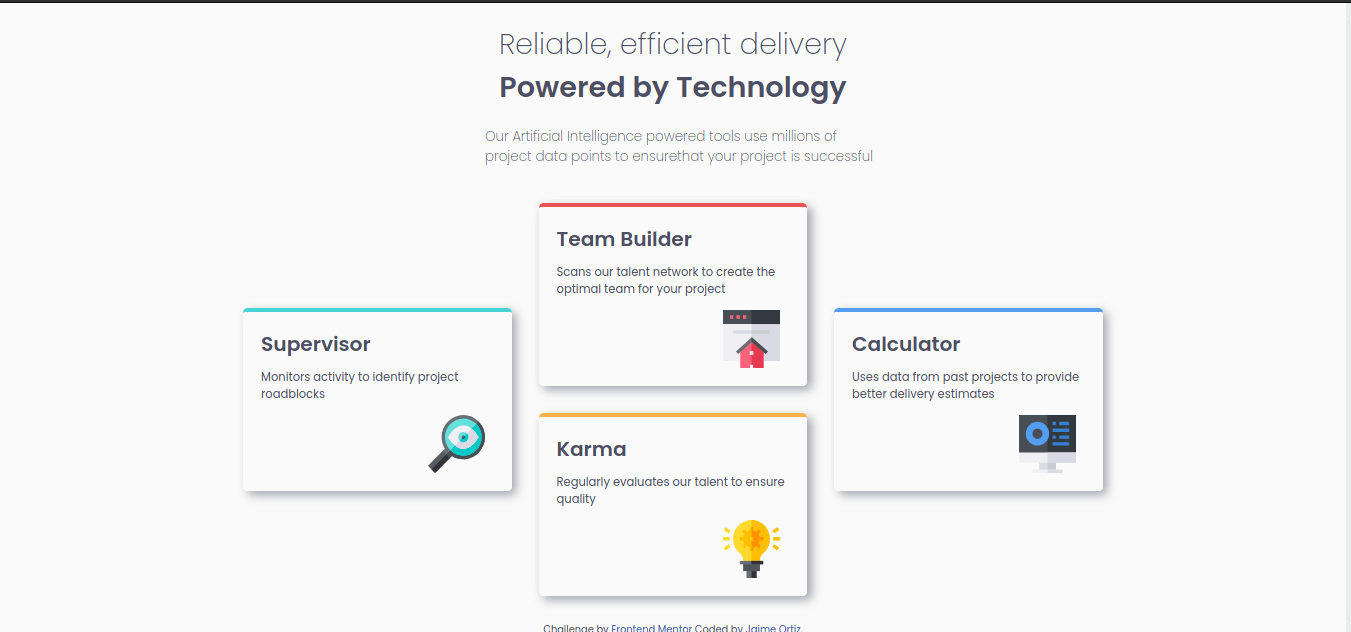 Reliable, efficient delivery
Powered by Technology
Our Artificial Intelligence powered tools use millions of
project data points to ensurethat your project is successful
Team Builder
Scans our talent network to create the
optimal team for your project
Supervisor
Monitors activity to identify project
roadblocks
Calculator
Uses data from past projects to provide
better delivery estimates
Karma
Regularly evaluates our talent to ensure
quality
Challenge by Frontend Mentor Coded by Jaime Ortiz.